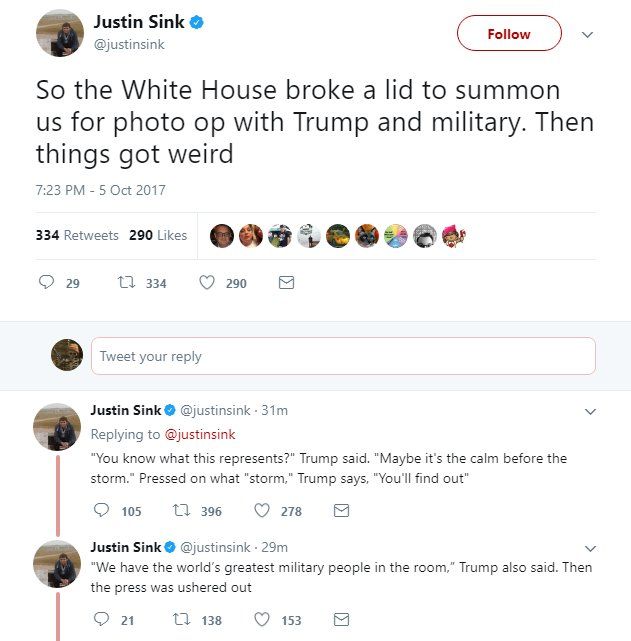 Justin Sink
@justinsink
Follow
So the White House broke a lid to summon
us for photo op with Trump and military. Then
things got weird
7:23 PM - 5 Oct 2017
334 Retweets 290 Likes
29 334 290
Tweet your reply
Justin Sink @justinsink · 31m
Replying to @justinsink
"You know what this represents?" Trump said. "Maybe it's the calm before the
storm." Pressed on what "storm," Trump says, "You'll find out"
105 396 278
Justin Sink @justinsink · 29m
"We have the world’s greatest military people in the room,” Trump also said. Then
the press was ushered out
21 138 153